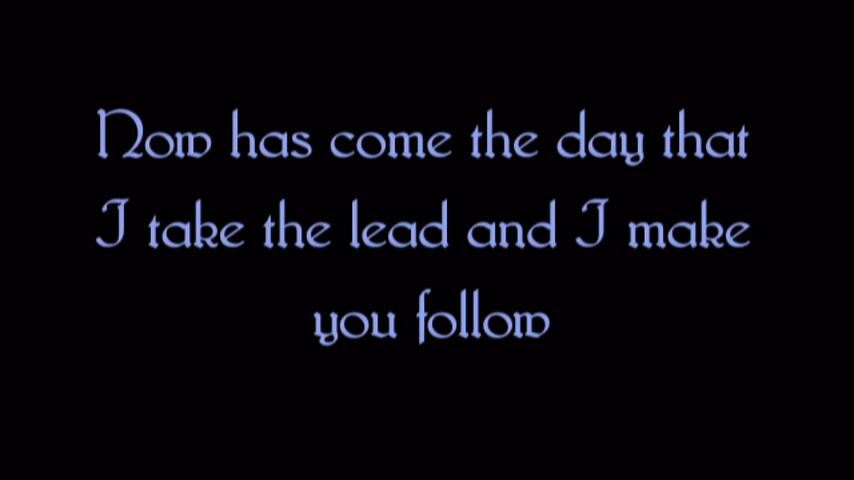 Now has come the day that
I take the lead and I make
you follow